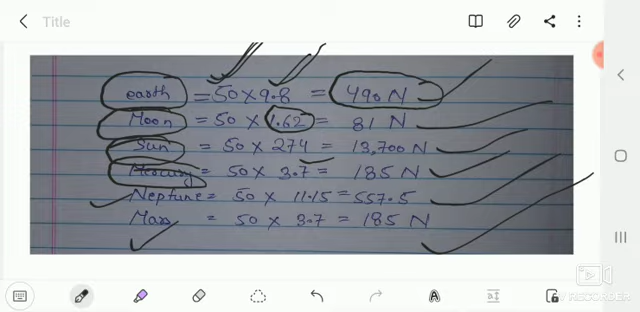 Title
earth = 50 × 9.8 = 490 N
Moon = 50 × 1.62 = 81 N
Sun = 50 × 274 = 13,700 N
Mercury = 50 × 3.7 = 185 N
Neptune = 50 × 11.15 = 557.5
Mars = 50 × 3.7 = 185 N
RECORDER